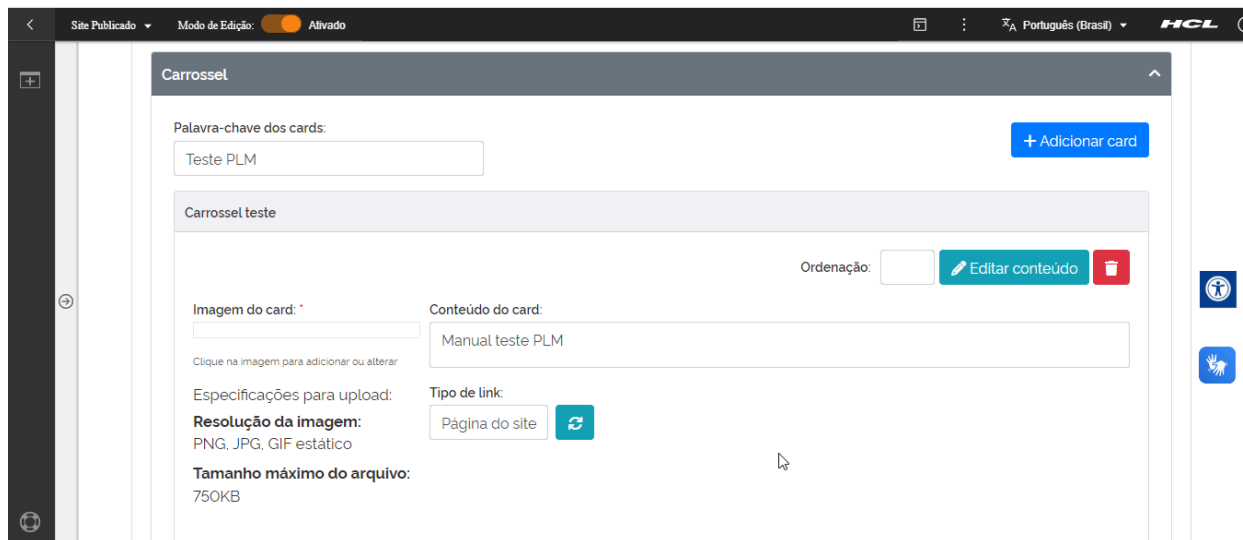 Site Publicado
Modo de Edição:
Ativado
Português (Brasil)
HCL
Carrossel
Palavra-chave dos cards:
Teste PLM
+ Adicionar card
Carrossel teste
Ordenação:
Editar conteúdo
Imagem do card: *
Conteúdo do card:
Manual teste PLM
Clique na imagem para adicionar ou alterar
Especificações para upload:
Tipo de link:
Resolução da imagem:
Página do site
PNG, JPG, GIF estático
Tamanho máximo do arquivo:
750KB